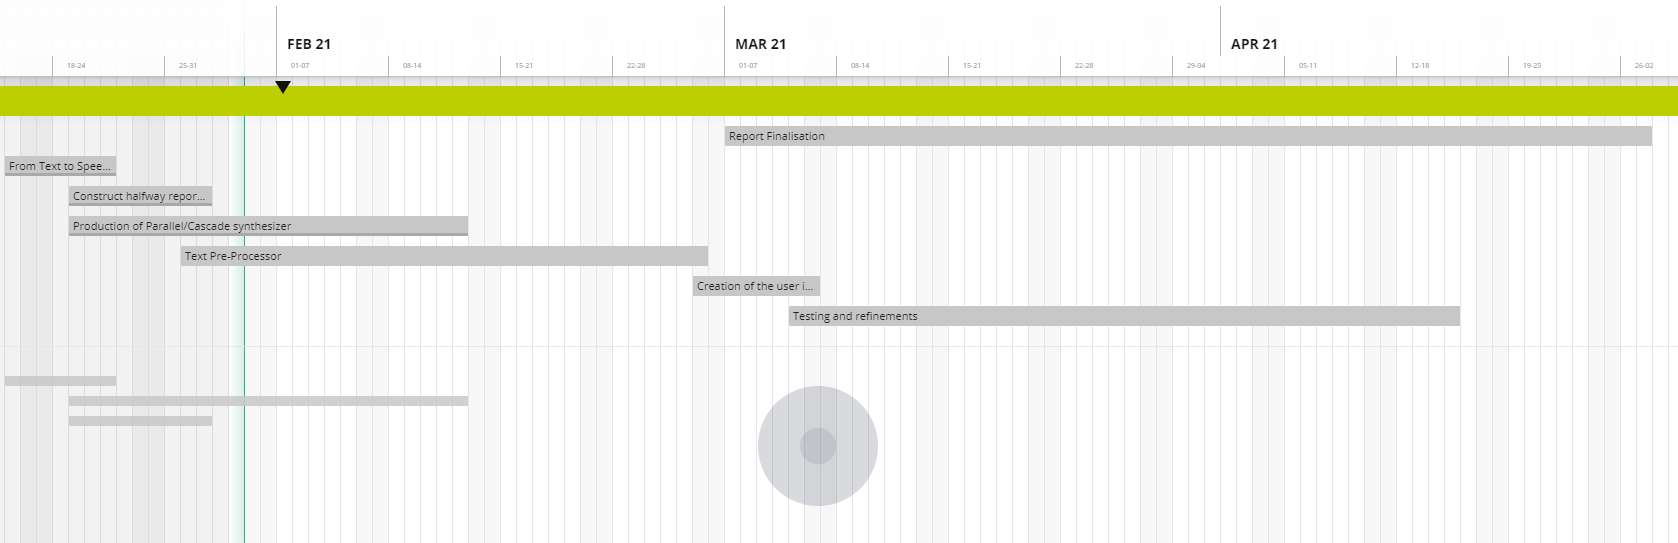 FEB 21
MAR 21
APR 21
18-24
25-31
01-07
08-14
15-21
22-28
01-07
08-14
15-21
22-28
29-04
05-11
12-18
19-25
26-02
Report Finalisation
From Text to Spee...
Construct halfway repor...
Production of Parallel/Cascade synthesizer
Text Pre-Processor
Creation of the user i...
Testing and refinements